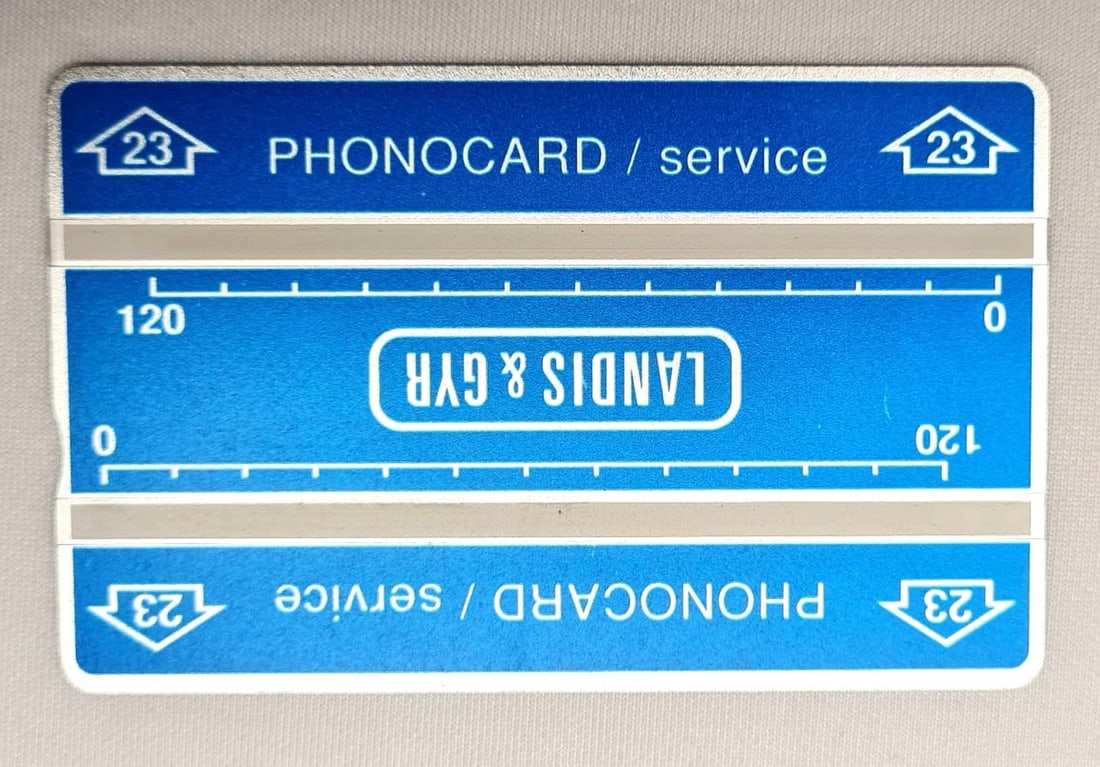 23 PHONOCARD / service 23
120 0
LANDIS & GYR
0 120
23 PHONOCARD / service 23